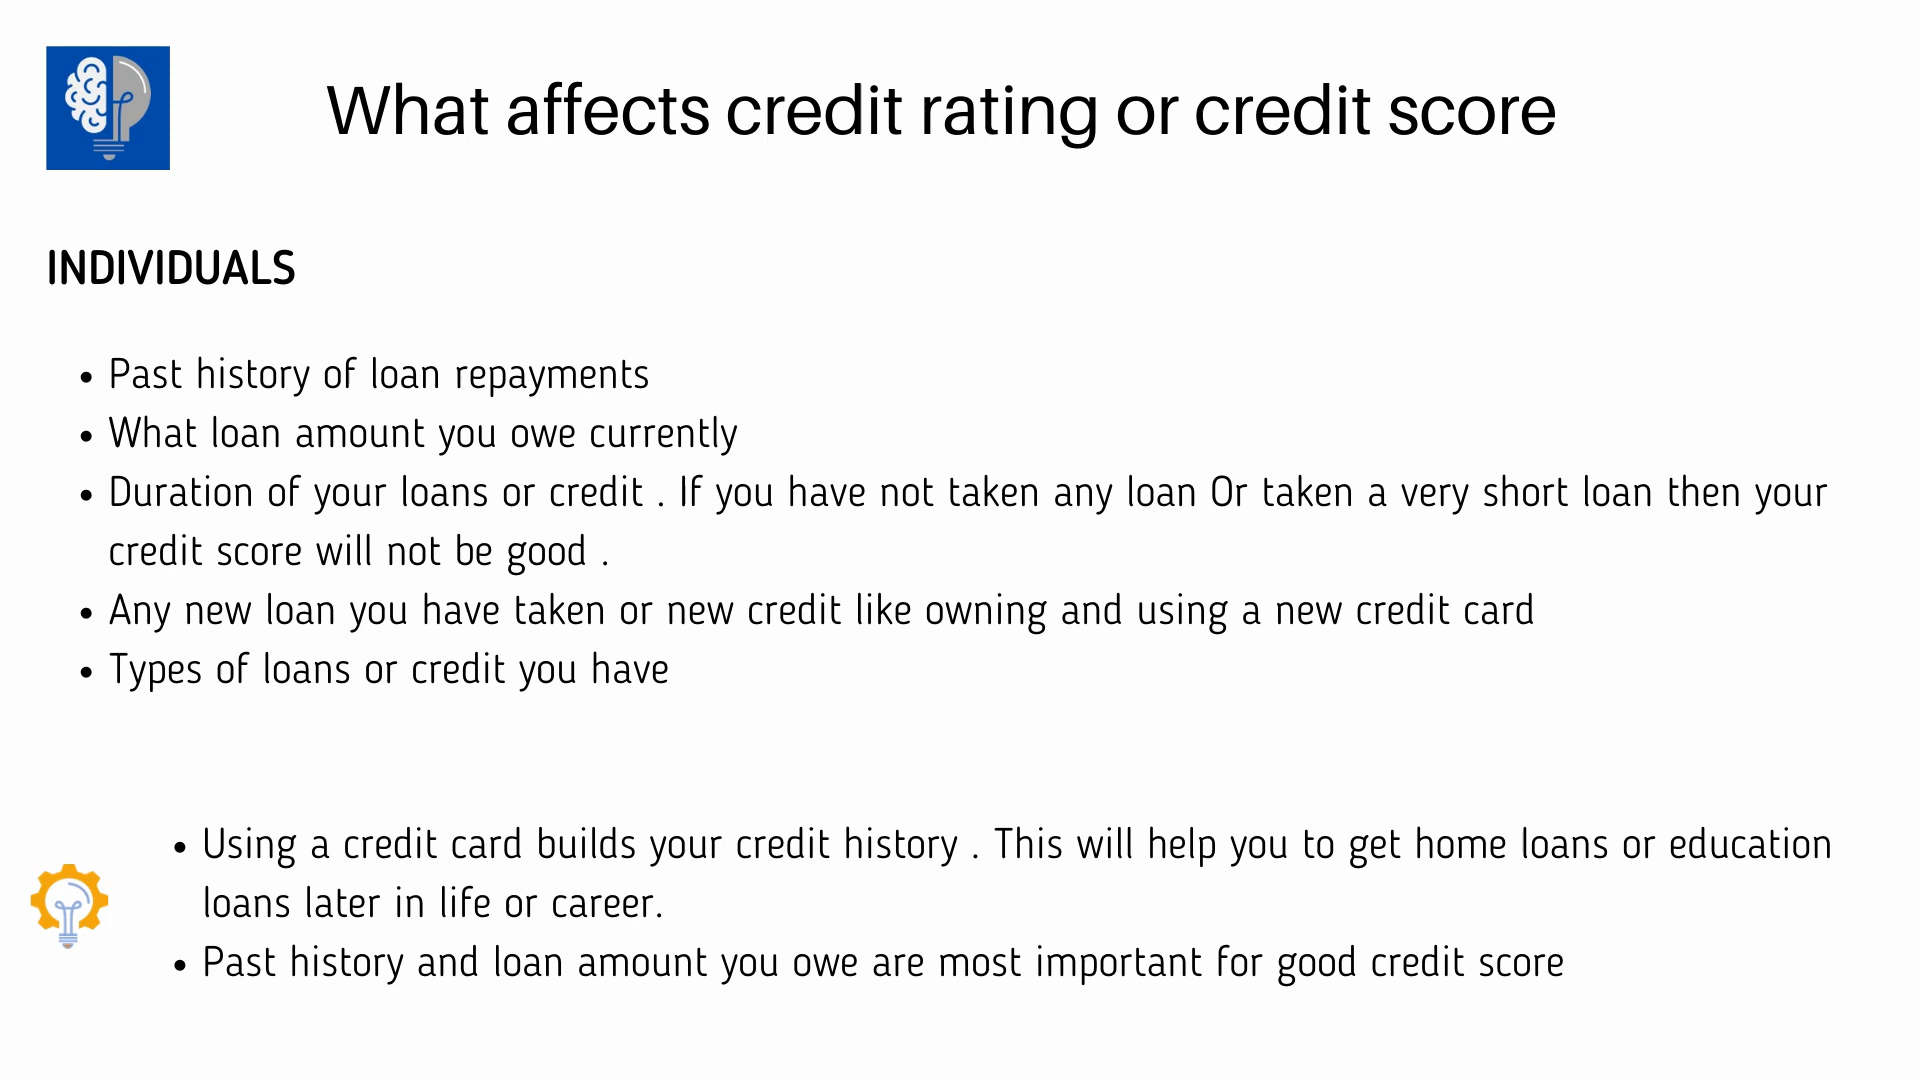 What affects credit rating or credit score
INDIVIDUALS
• Past history of loan repayments
• What loan amount you owe currently
• Duration of your loans or credit . If you have not taken any loan Or taken a very short loan then your
credit score will not be good .
• Any new loan you have taken or new credit like owning and using a new credit card
• Types of loans or credit you have
• Using a credit card builds your credit history . This will help you to get home loans or education
loans later in life or career.
• Past history and loan amount you owe are most important for good credit score